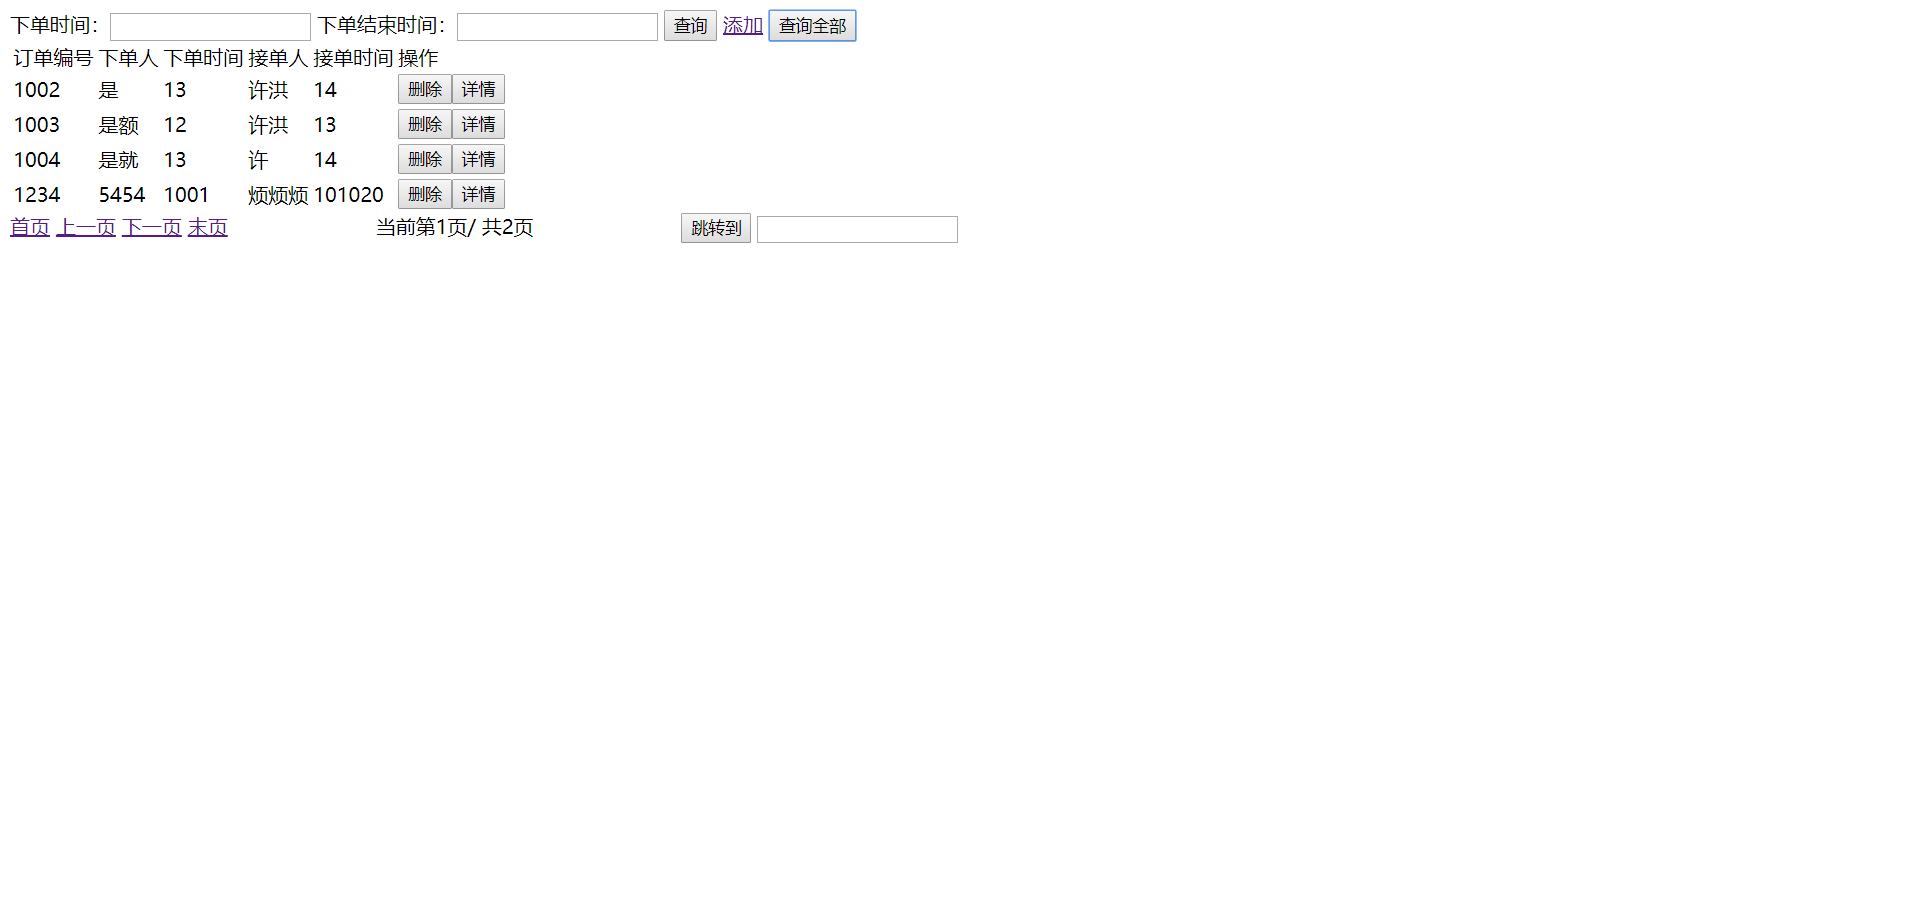 下单时间： 下单结束时间： 查询 添加 查询全部
订单编号 下单人 下单时间 接单人 接单时间 操作
1002 是 13 许洪 14 删除 详情
1003 是额 12 许洪 13 删除 详情
1004 是就 13 许 14 删除 详情
1234 5454 1001 烦烦烦 101020 删除 详情
首页 上一页 下一页 末页 当前第1页/ 共2页 跳转到